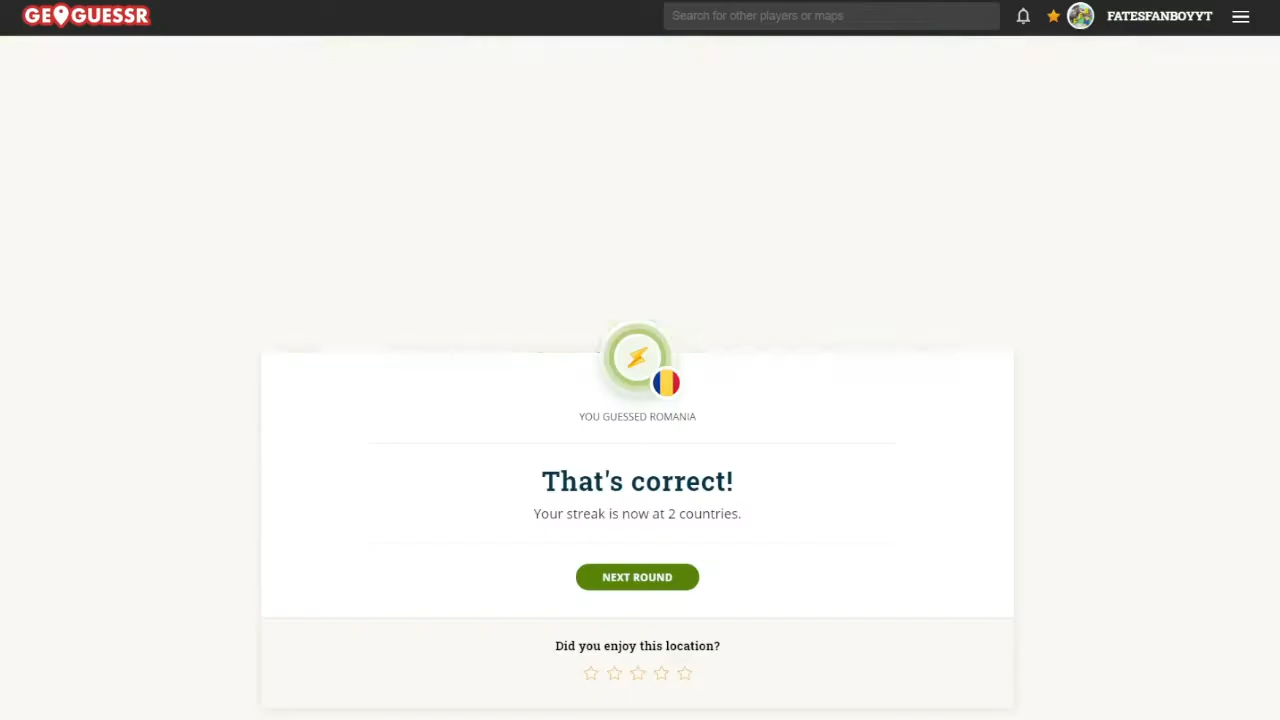 GEOGUESSR
Search for other players or maps
FATESFANBOYYT
YOU GUESSED ROMANIA
That's correct!
Your streak is now at 2 countries.
NEXT ROUND
Did you enjoy this location?